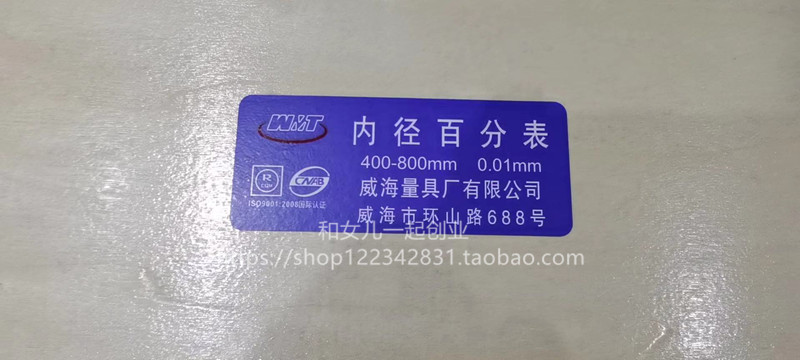 WMT
内径百分表
400-800mm 0.01mm
威海量具厂有限公司
威海市环山路688号
R
CQH
ISO9001:2008国际认证
和女儿一起创业
https://shop122342831.taobao.com